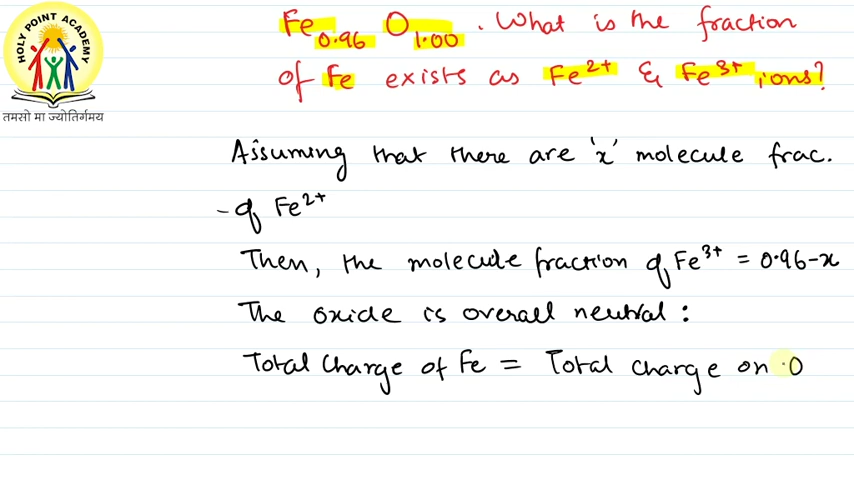 Fe0.96 O1.00. What is the fraction
of Fe exists as Fe2+ & Fe3+ ions?
HOLY POINT ACADEMY
तमसो मा ज्योतिर्गमय
Assuming that there are 'x' molecule frac.
-of Fe2+
Then, the molecule fraction of Fe3+ = 0.96-x
The oxide is overall neutral:
Total Charge of Fe = Total charge on O